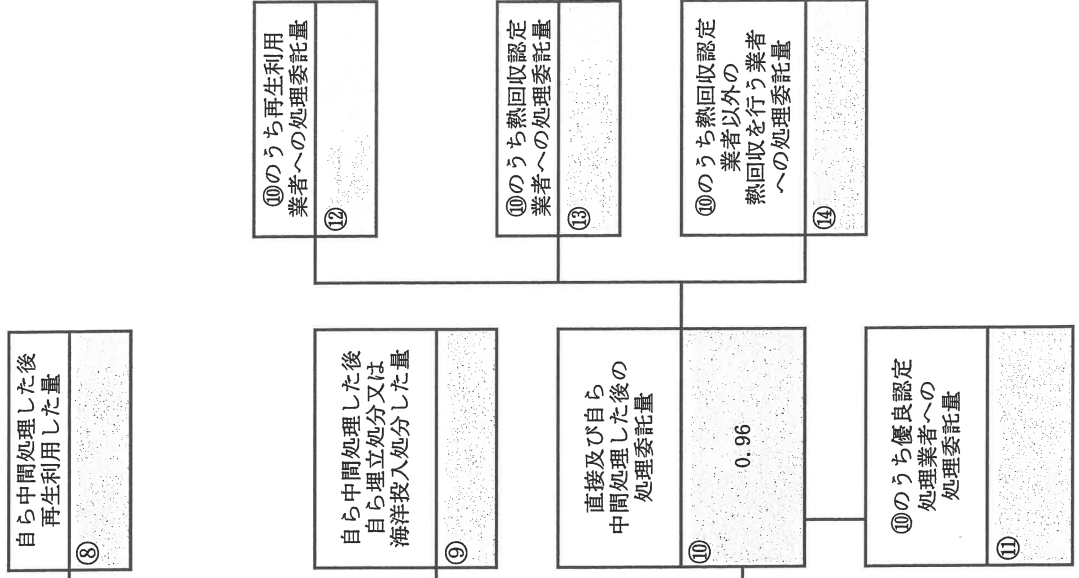 自ら中間処理した後
再生利用した量
⑧
自ら中間処理した後
自ら埋立処分又は
海洋投入処分した量
⑨
直接及び自ら
中間処理した後の
処理委託量
⑩
0.96
⑩のうち優良認定
処理業者への
処理委託量
⑪
⑩のうち再生利用
業者への処理委託量
⑫
⑩のうち熱回収認定
業者への処理委託量
⑬
⑩のうち熱回収認定
業者以外の
熱回収を行う業者
への処理委託量
⑭